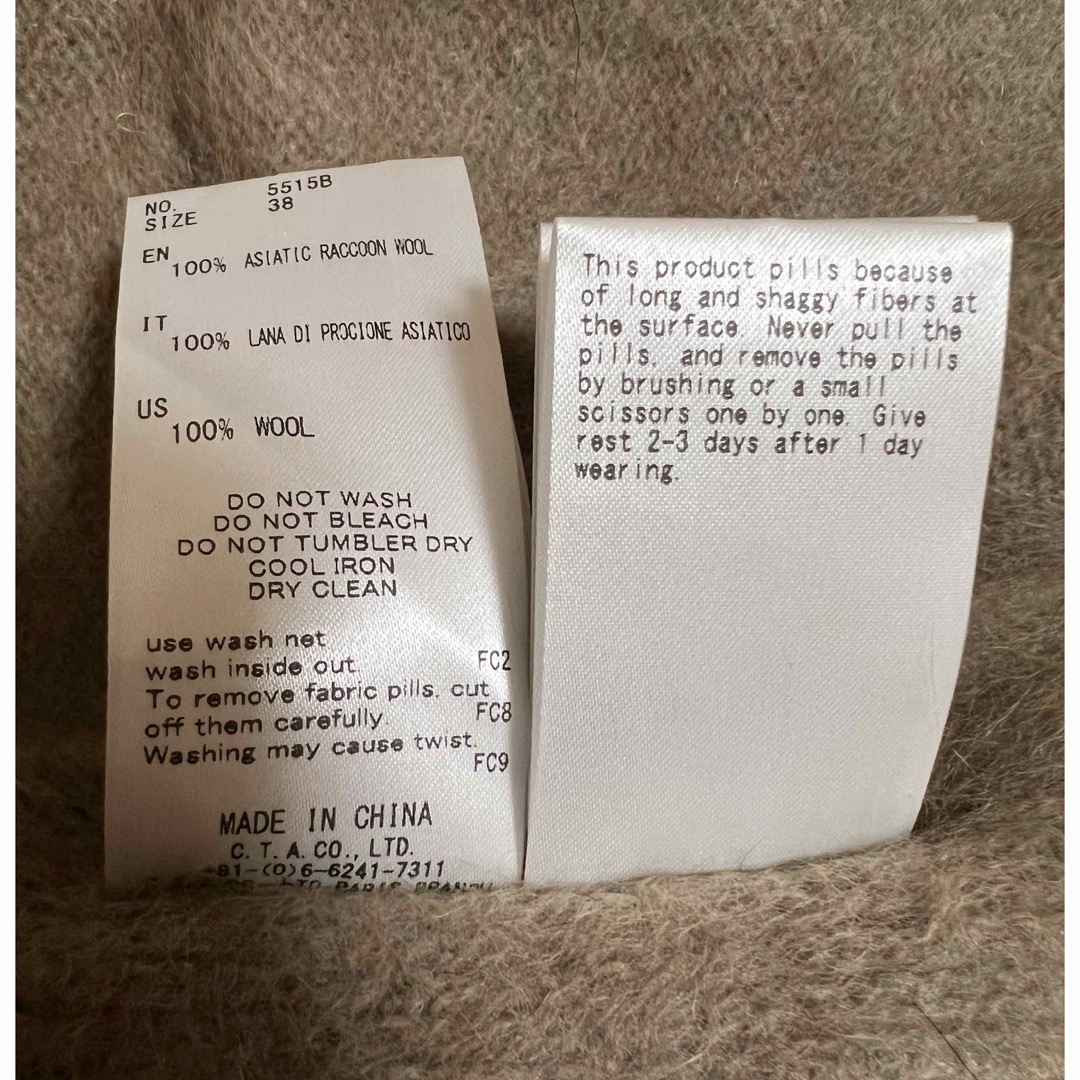 NO. 5515B
SIZE 38
EN 100% ASIATIC RACCOON WOOL
IT 100% LANA DI PROCIONE ASIATICO
US 100% WOOL
DO NOT WASH
DO NOT BLEACH
DO NOT TUMBLER DRY
COOL IRON
DRY CLEAN
use wash net
wash inside out FC2
To remove fabric pills, cut
off them carefully FC8
Washing may cause twist.
FC9
MADE IN CHINA
C. T. A. CO., LTD.
+81-(0)6-6241-7311
LTD PARIS
This product pills because
of long and shaggy fibers at
the surface. Never pull the
pills, and remove the pills
by brushing or a small
scissors one by one. Give
rest 2-3 days after 1 day
wearing.